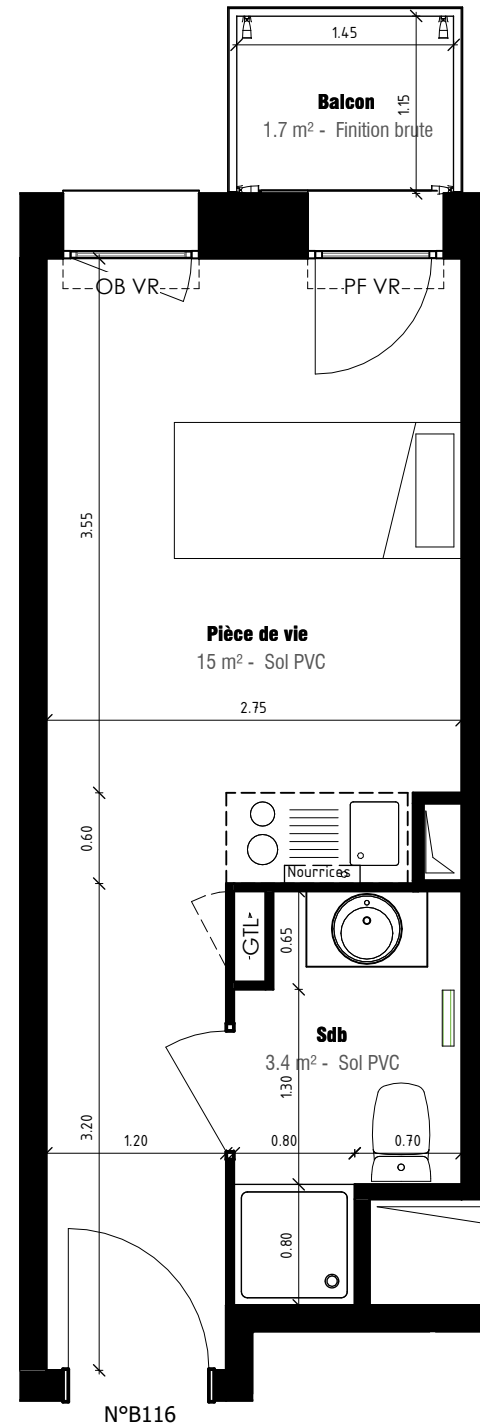 1.45
Balcon
1.15
1.7 m² - Finition brute
OB VR
PF VR
3.55
Pièce de vie
15 m² - Sol PVC
2.75
0.60
Nourrices
GTL
0.65
Sdb
3.4 m² - Sol PVC
1.30
3.20
1.20
0.80
0.70
0.80
N°B116